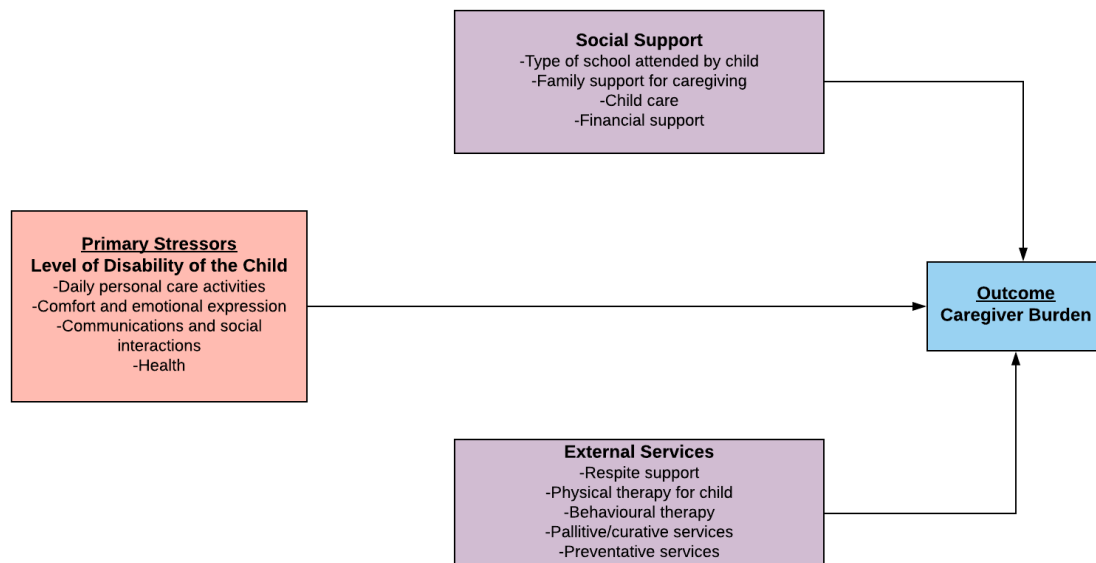 Social Support
-Type of school attended by child
-Family support for caregiving
-Child care
-Financial support
Primary Stressors
Level of Disability of the Child
-Daily personal care activities
-Comfort and emotional expression
-Communications and social
interactions
-Health
Outcome
Caregiver Burden
External Services
-Respite support
-Physical therapy for child
-Behavioural therapy
-Pallitive/curative services
-Preventative services